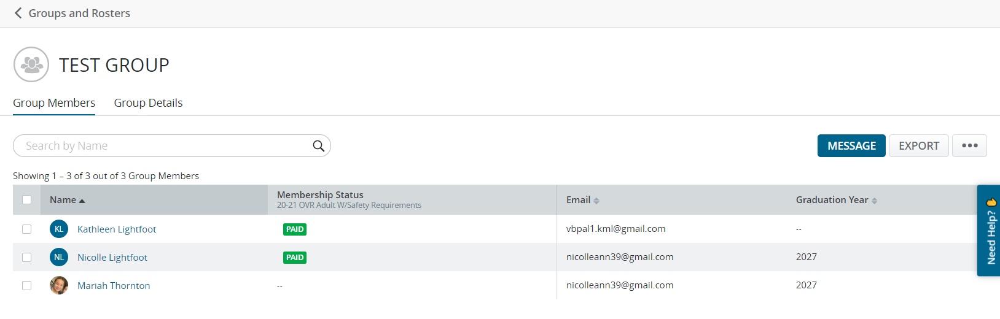 Groups and Rosters
TEST GROUP
Group Members Group Details
Search by Name
MESSAGE EXPORT
Showing 1 – 3 of 3 out of 3 Group Members
Name Membership Status Email Graduation Year
20-21 OVR Adult W/Safety Requirements
KL Kathleen Lightfoot PAID vbpal1.kml@gmail.com --
NL Nicolle Lightfoot PAID nicolleann39@gmail.com 2027
Mariah Thornton -- nicolleann39@gmail.com 2027
Need Help?